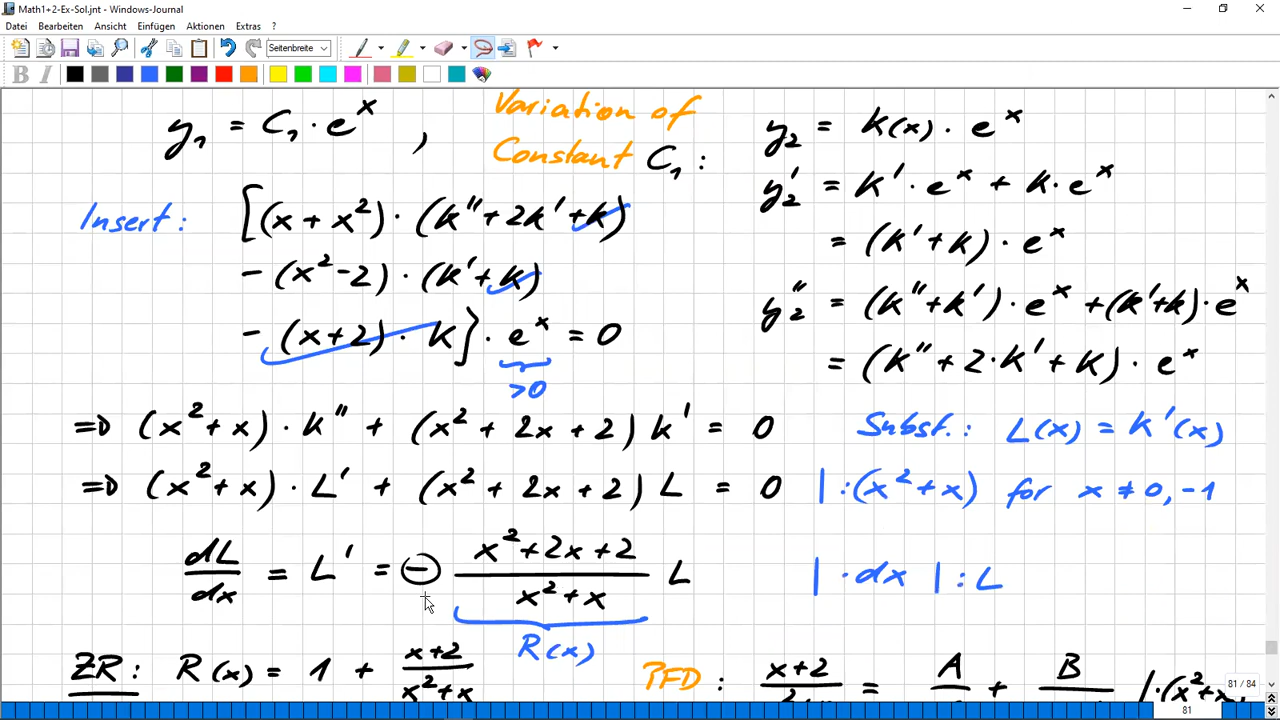 Math1+2-Ex-Sol.jnt - Windows-Journal
Datei Bearbeiten Ansicht Einfügen Aktionen Extras ?
Seitenbreite
B I
y₁ = C₁ · eˣ ,
Variation of
Constant C₁ :
Insert: [(x + x²) · (k'' + 2k' + k)
− (x² − 2) · (k' + k)
− (x + 2) · k} · eˣ = 0
>0
y₂ = k(x) · eˣ
y₂' = k' · eˣ + k · eˣ
= (k' + k) · eˣ
y₂'' = (k'' + k') · eˣ + (k' + k) · eˣ
= (k'' + 2 · k' + k) · eˣ
=> (x² + x) · k'' + (x² + 2x + 2) k' = 0 Subst.: L(x) = k'(x)
=> (x² + x) · L' + (x² + 2x + 2) L = 0 | : (x² + x) for x ≠ 0, -1
dL/dx = L' = − (x² + 2x + 2)/(x² + x) L | · dx | : L
R(x)
ZR: R(x) = 1 + (x+2)/(x²+x) PFD: x+2 = A + B | · (x²+x)
81 / 84
81